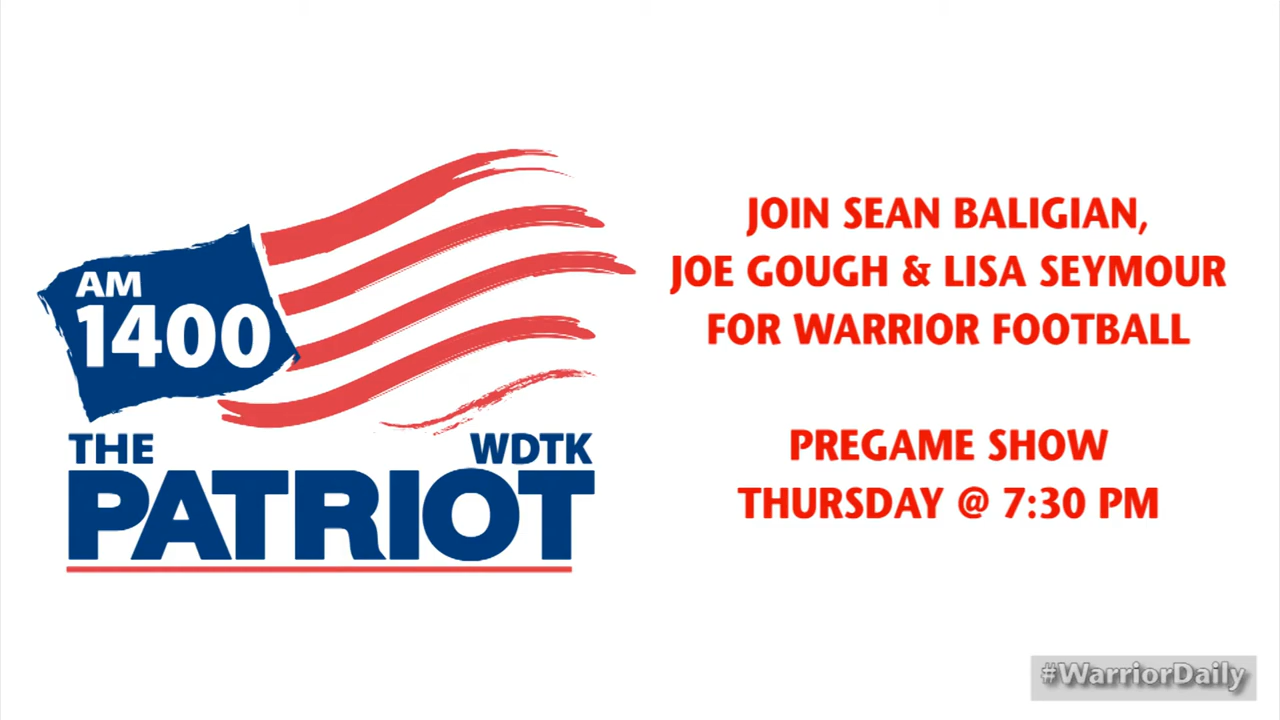 AM
1400
THE WDTK
PATRIOT
JOIN SEAN BALIGIAN,
JOE GOUGH & LISA SEYMOUR
FOR WARRIOR FOOTBALL
PREGAME SHOW
THURSDAY @ 7:30 PM
#WarriorDaily